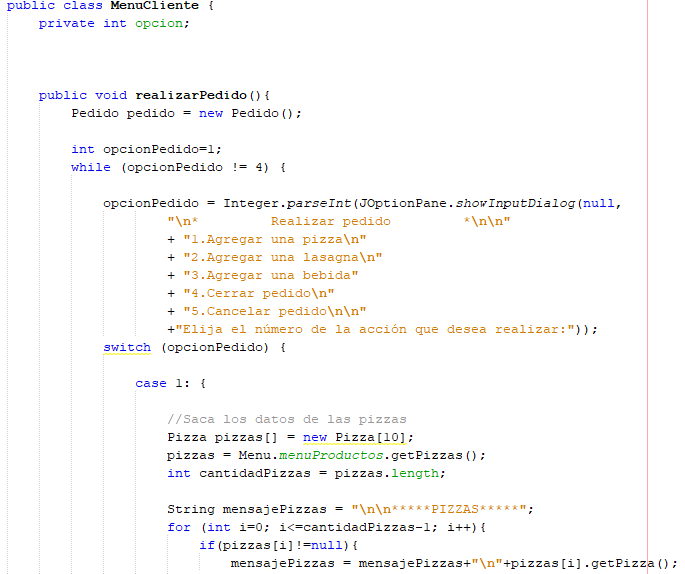 public class MenuCliente {
private int opcion;
public void realizarPedido(){
Pedido pedido = new Pedido();
int opcionPedido=1;
while (opcionPedido != 4) {
opcionPedido = Integer.parseInt(JOptionPane.showInputDialog(null,
"\n*         Realizar pedido         *\n\n"
+ "1.Agregar una pizza\n"
+ "2.Agregar una lasagna\n"
+ "3.Agregar una bebida"
+ "4.Cerrar pedido\n"
+ "5.Cancelar pedido\n\n"
+"Elija el número de la acción que desea realizar:"));
switch (opcionPedido) {
case 1: {
//Saca los datos de las pizzas
Pizza pizzas[] = new Pizza[10];
pizzas = Menu.menuProductos.getPizzas();
int cantidadPizzas = pizzas.length;
String mensajePizzas = "\n\n*****PIZZAS*****";
for (int i=0; i<=cantidadPizzas-1; i++){
if(pizzas[i]!=null){
mensajePizzas = mensajePizzas+"\n"+pizzas[i].getPizza();